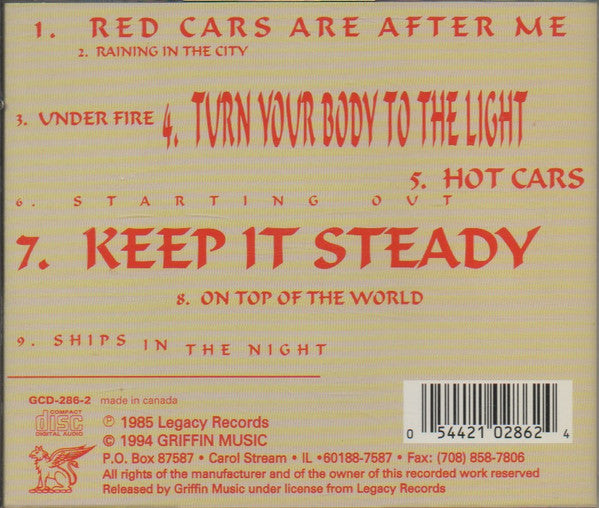 1. RED CARS ARE AFTER ME
2. RAINING IN THE CITY
3. UNDER FIRE
4. TURN YOUR BODY TO THE LIGHT
5. HOT CARS
6. STARTING OUT
7. KEEP IT STEADY
8. ON TOP OF THE WORLD
9. SHIPS IN THE NIGHT
GCD-286-2 made in canada
COMPACT
disc
DIGITAL AUDIO
℗ 1985 Legacy Records
© 1994 GRIFFIN MUSIC
P.O. Box 87587 • Carol Stream • IL •60188-7587 • Fax: (708) 858-7806
All rights of the manufacturer and of the owner of this recorded work reserved
Released by Griffin Music under license from Legacy Records
0 54421 02862 4